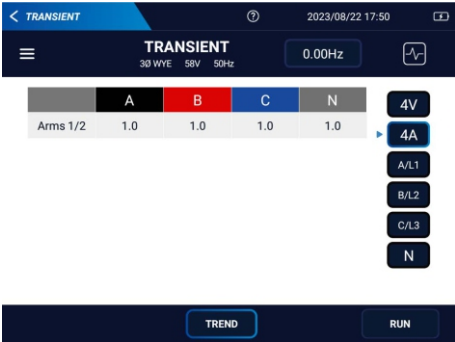 TRANSIENT ? 2023/08/22 17:50
TRANSIENT
3Ø WYE 58V 50Hz
0.00Hz
A B C N
Arms 1/2 1.0 1.0 1.0 1.0
4V
4A
A/L1
B/L2
C/L3
N
TREND RUN